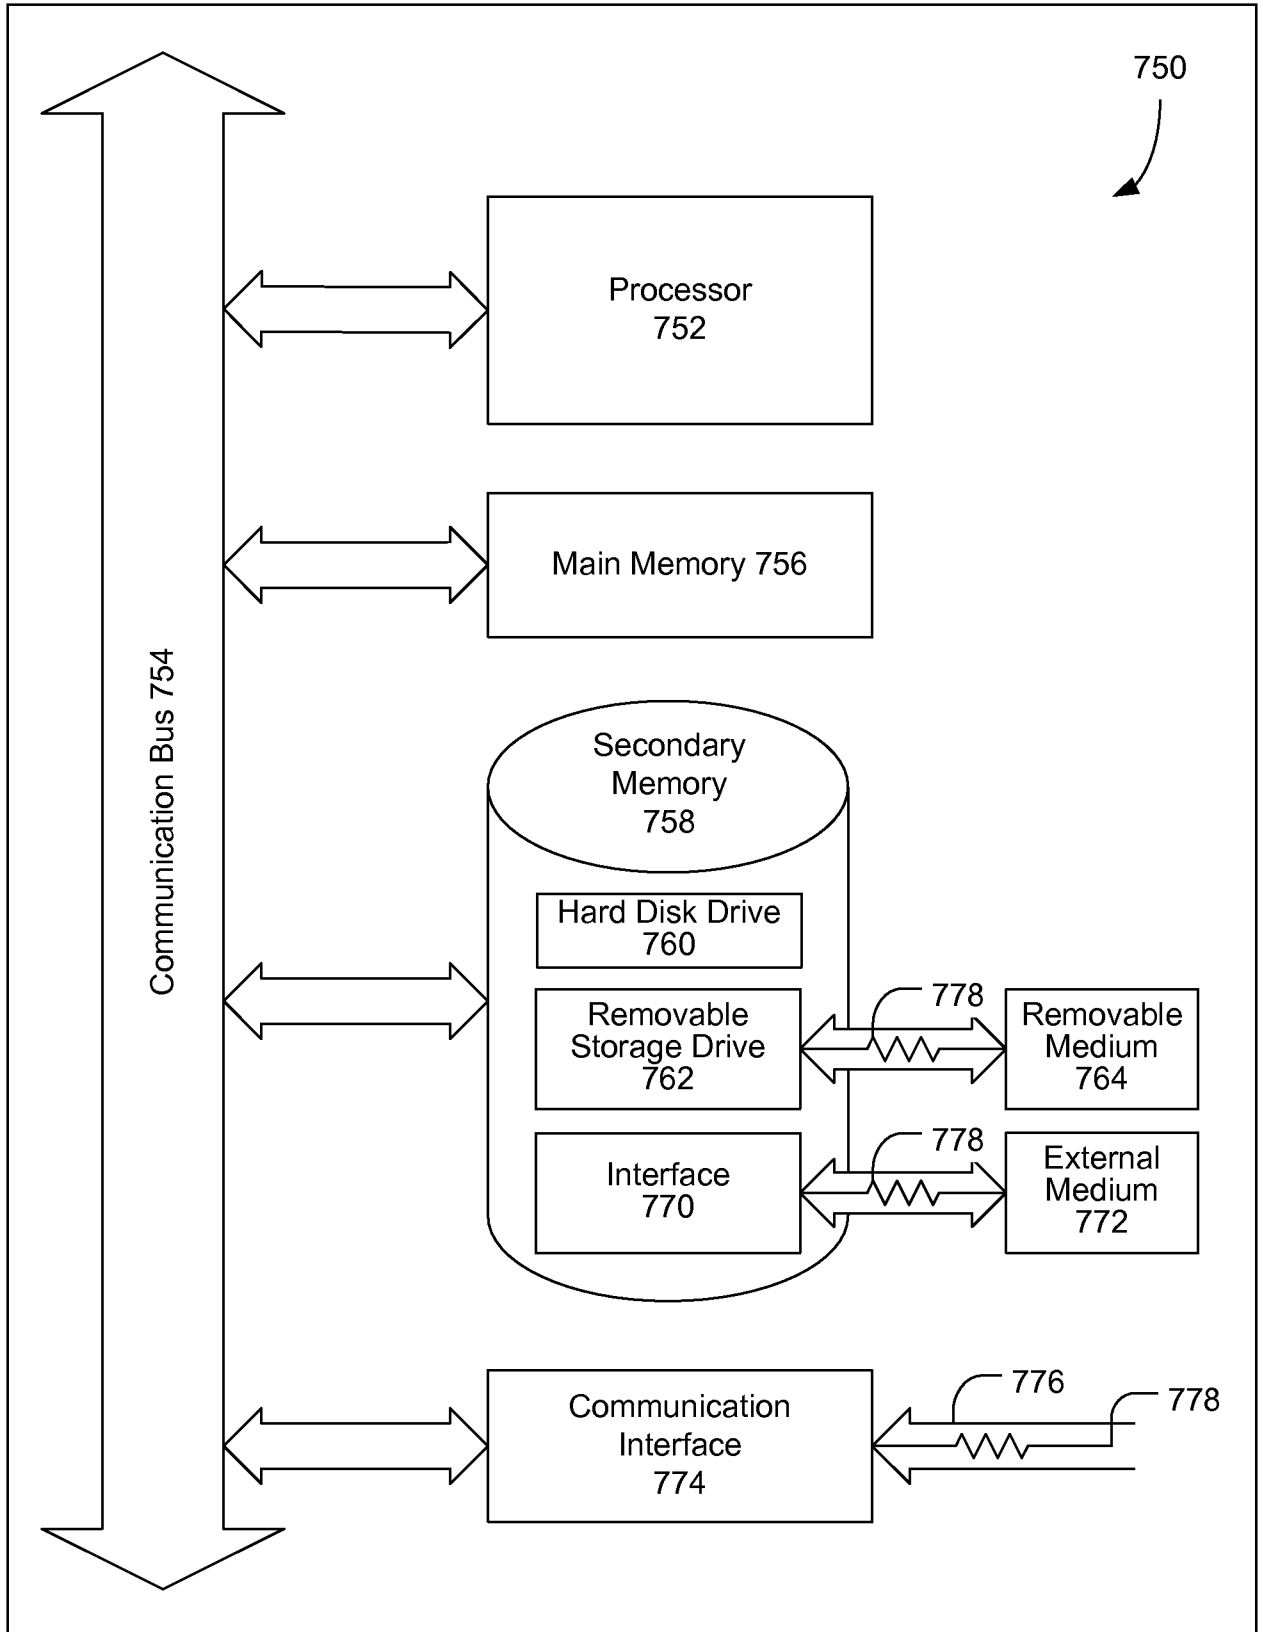 750
Processor
752
Main Memory 756
Communication Bus 754
Secondary
Memory
758
Hard Disk Drive
760
Removable
Storage Drive
762
778
Removable
Medium
764
Interface
770
778
External
Medium
772
Communication
Interface
774
776
778